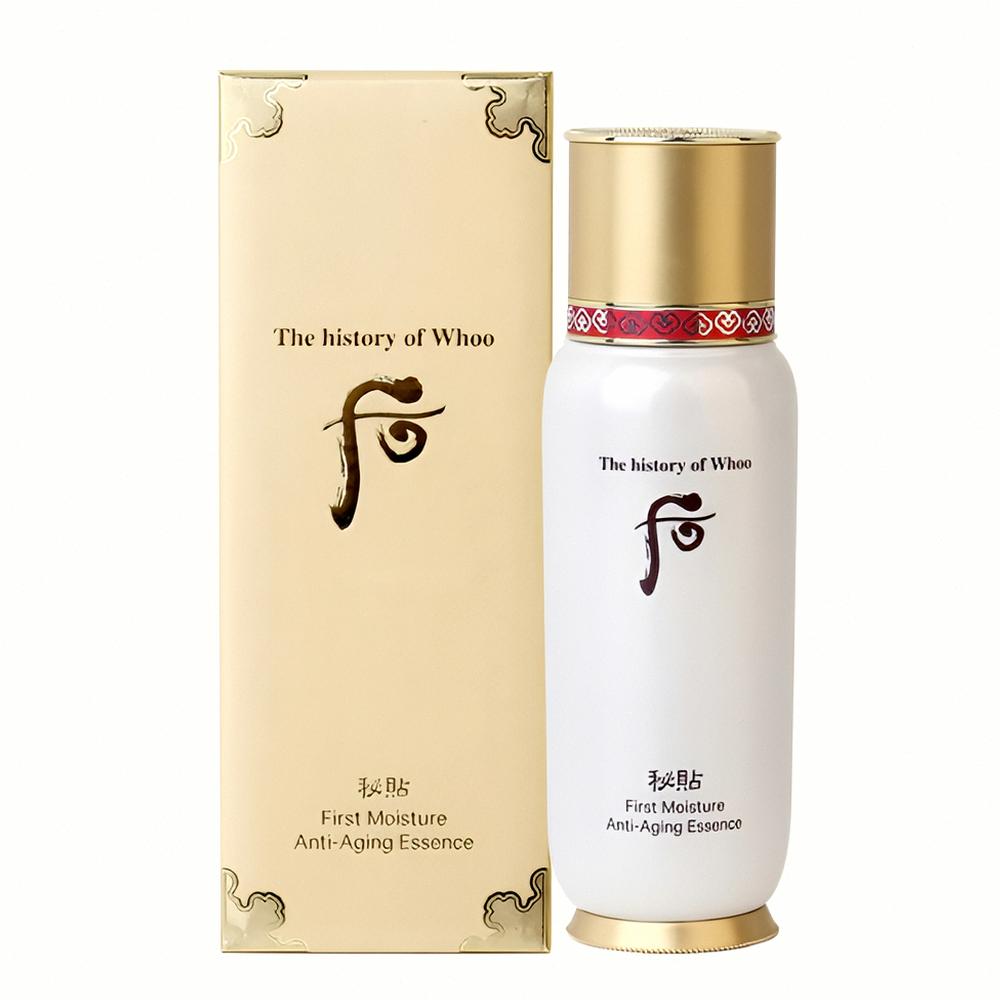 The history of Whoo
后
秘貼
First Moisture
Anti-Aging Essence
The history of Whoo
后
秘貼
First Moisture
Anti-Aging Essence